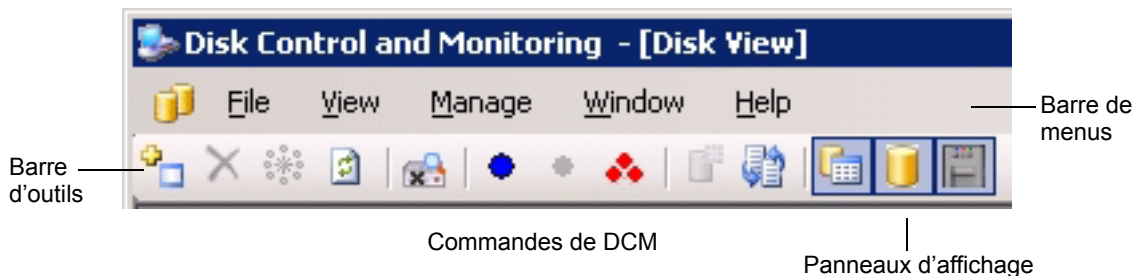 Disk Control and Monitoring - [Disk View]
File View Manage Window Help
Barre de
menus
Barre
d’outils
Commandes de DCM
Panneaux d’affichage